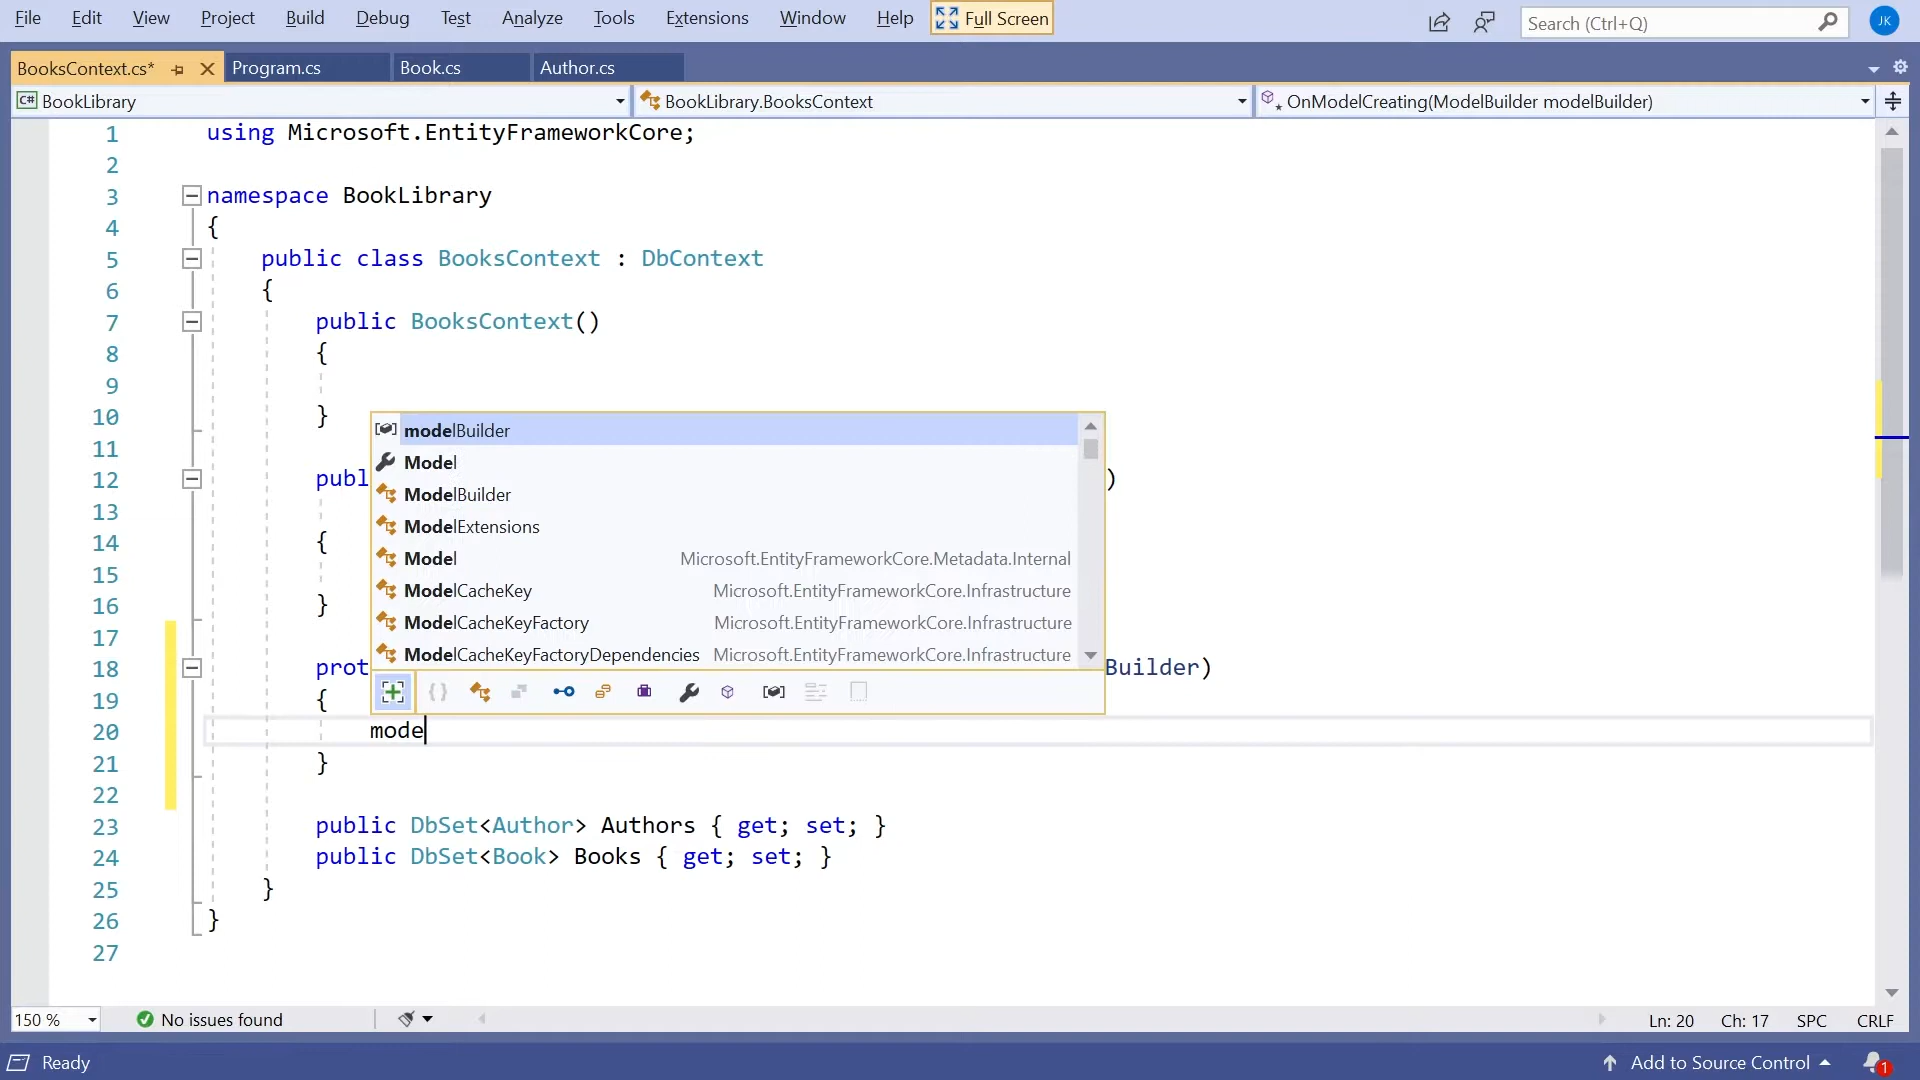 File Edit View Project Build Debug Test Analyze Tools Extensions Window Help Full Screen Search (Ctrl+Q) JK
BooksContext.cs* Program.cs Book.cs Author.cs
C# BookLibrary BookLibrary.BooksContext OnModelCreating(ModelBuilder modelBuilder)
1 using Microsoft.EntityFrameworkCore;
2
3 namespace BookLibrary
4 {
5 public class BooksContext : DbContext
6 {
7 public BooksContext()
8 {
9
10 }
11
12 publ )
13
14 {
15
16 }
17
18 prot Builder)
19 {
20 mode
21 }
22
23 public DbSet<Author> Authors { get; set; }
24 public DbSet<Book> Books { get; set; }
25 }
26 }
27
modelBuilder
Model
ModelBuilder
ModelExtensions
Model Microsoft.EntityFrameworkCore.Metadata.Internal
ModelCacheKey Microsoft.EntityFrameworkCore.Infrastructure
ModelCacheKeyFactory Microsoft.EntityFrameworkCore.Infrastructure
ModelCacheKeyFactoryDependencies Microsoft.EntityFrameworkCore.Infrastructure
150 % No issues found Ln: 20 Ch: 17 SPC CRLF
Ready Add to Source Control 1